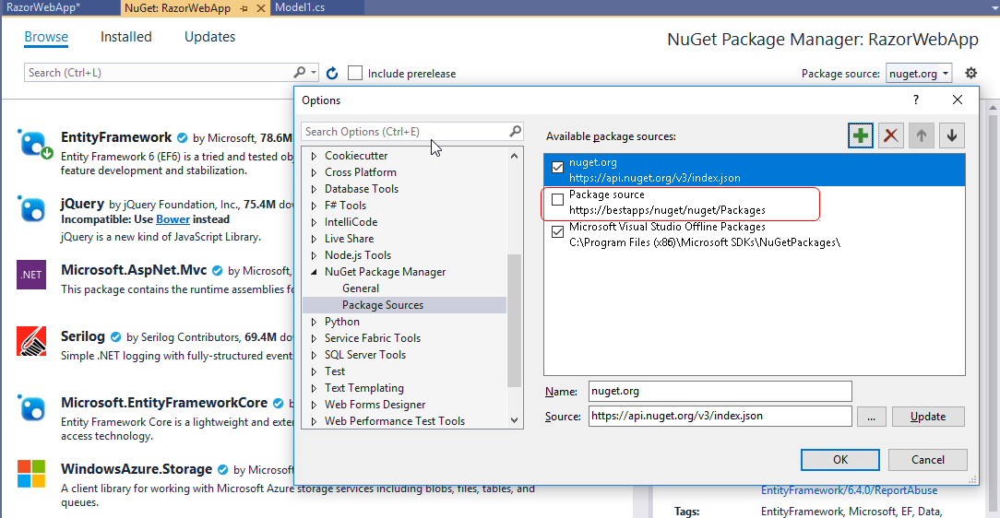 RazorWebApp*
NuGet: RazorWebApp
Model1.cs
Browse
Installed
Updates
NuGet Package Manager: RazorWebApp
Search (Ctrl+L)
Include prerelease
Package source:
nuget.org
EntityFramework by Microsoft, 78.6M
Entity Framework 6 (EF6) is a tried and tested obj
feature development and stabilization.
jQuery by jQuery Foundation, Inc., 75.4M do
Incompatible: Use Bower instead
jQuery is a new kind of JavaScript Library.
.NET
Microsoft.AspNet.Mvc by Microsoft,
This package contains the runtime assemblies fo
Serilog by Serilog Contributors, 69.4M dow
Simple .NET logging with fully-structured event
Microsoft.EntityFrameworkCore b
Entity Framework Core is a lightweight and exter
access technology.
WindowsAzure.Storage by Microsoft
A client library for working with Microsoft Azure storage services including blobs, files, tables, and
queues.
Options
?
Search Options (Ctrl+E)
Cookiecutter
Cross Platform
Database Tools
F# Tools
IntelliCode
Live Share
Node.js Tools
NuGet Package Manager
General
Package Sources
Python
Service Fabric Tools
SQL Server Tools
Test
Text Templating
Web Forms Designer
Web Performance Test Tools
Available package sources:
nuget.org
https://api.nuget.org/v3/index.json
Package source
https://bestapps/nuget/nuget/Packages
Microsoft Visual Studio Offline Packages
C:\Program Files (x86)\Microsoft SDKs\NuGetPackages\
Name: nuget.org
Source: https://api.nuget.org/v3/index.json
...
Update
OK
Cancel
EntityFramework/6.4.0/ReportAbuse
Tags: EntityFramework, Microsoft, EF, Data,